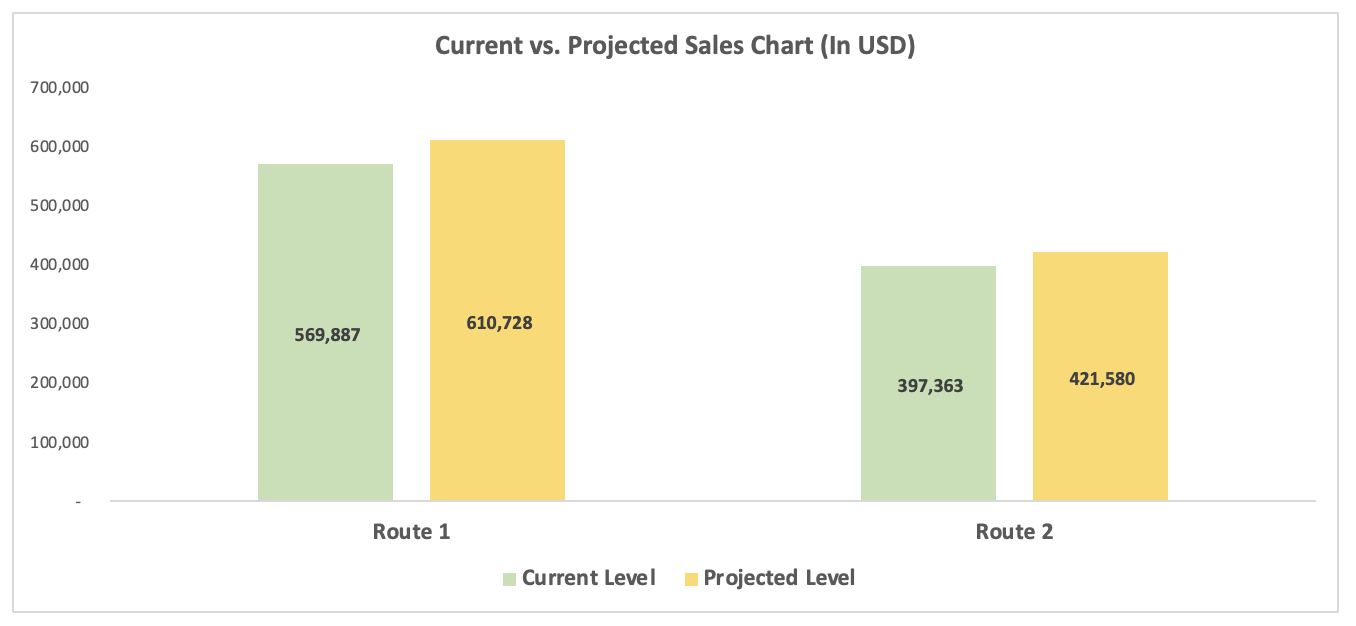 Current vs. Projected Sales Chart (In USD)
700,000
600,000
500,000
400,000
300,000
200,000
100,000
-
569,887
610,728
397,363
421,580
Route 1
Route 2
Current Level
Projected Level